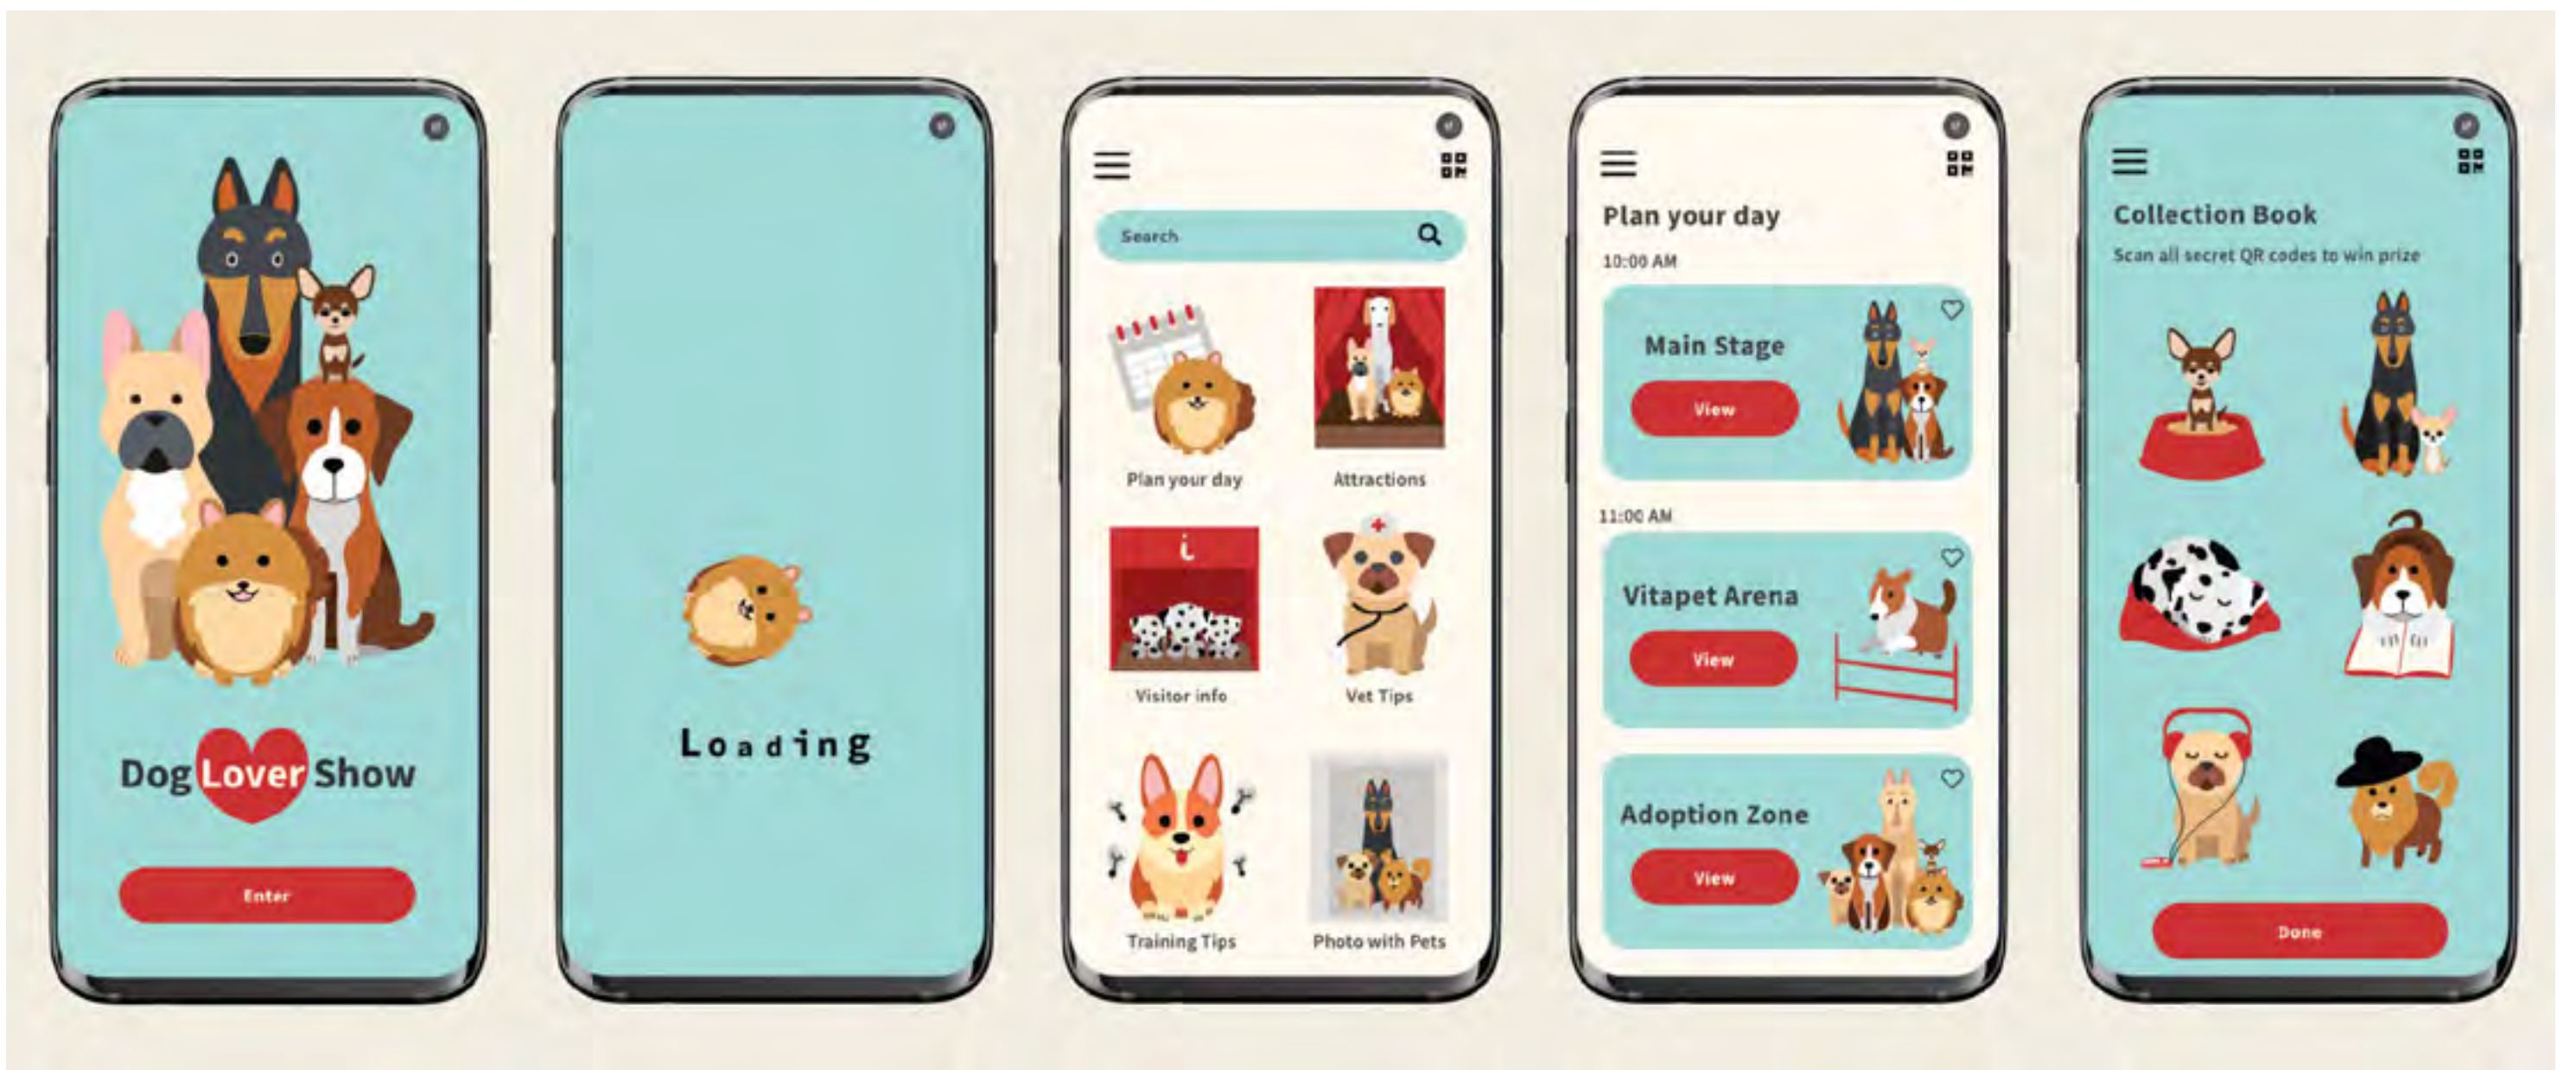 Dog Lover Show
Enter
Loading
Search
Plan your day
Attractions
i
Visitor info
Vet Tips
Training Tips
Photo with Pets
Plan your day
10:00 AM
Main Stage
View
11:00 AM
Vitapet Arena
View
Adoption Zone
View
Collection Book
Scan all secret QR codes to win prize
Done